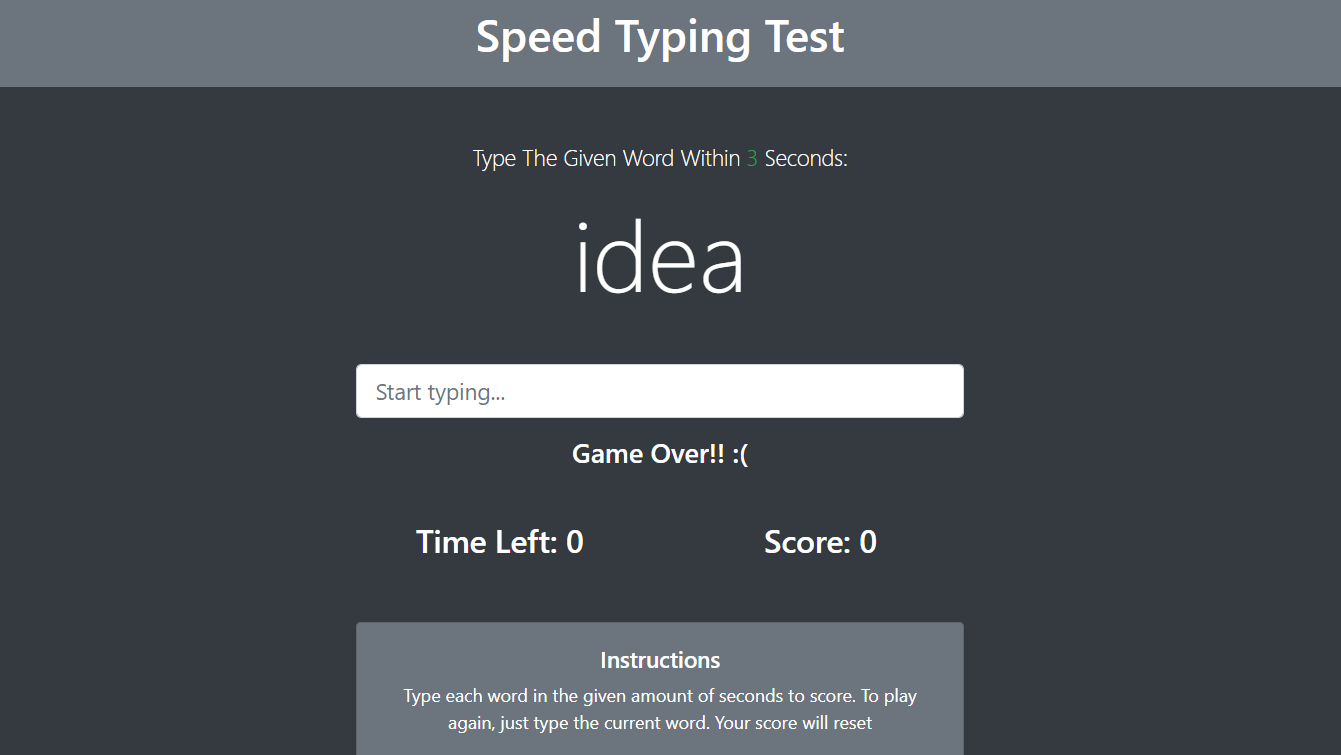 Speed Typing Test
Type The Given Word Within 3 Seconds:
idea
Start typing...
Game Over!! :(
Time Left: 0 Score: 0
Instructions
Type each word in the given amount of seconds to score. To play
again, just type the current word. Your score will reset